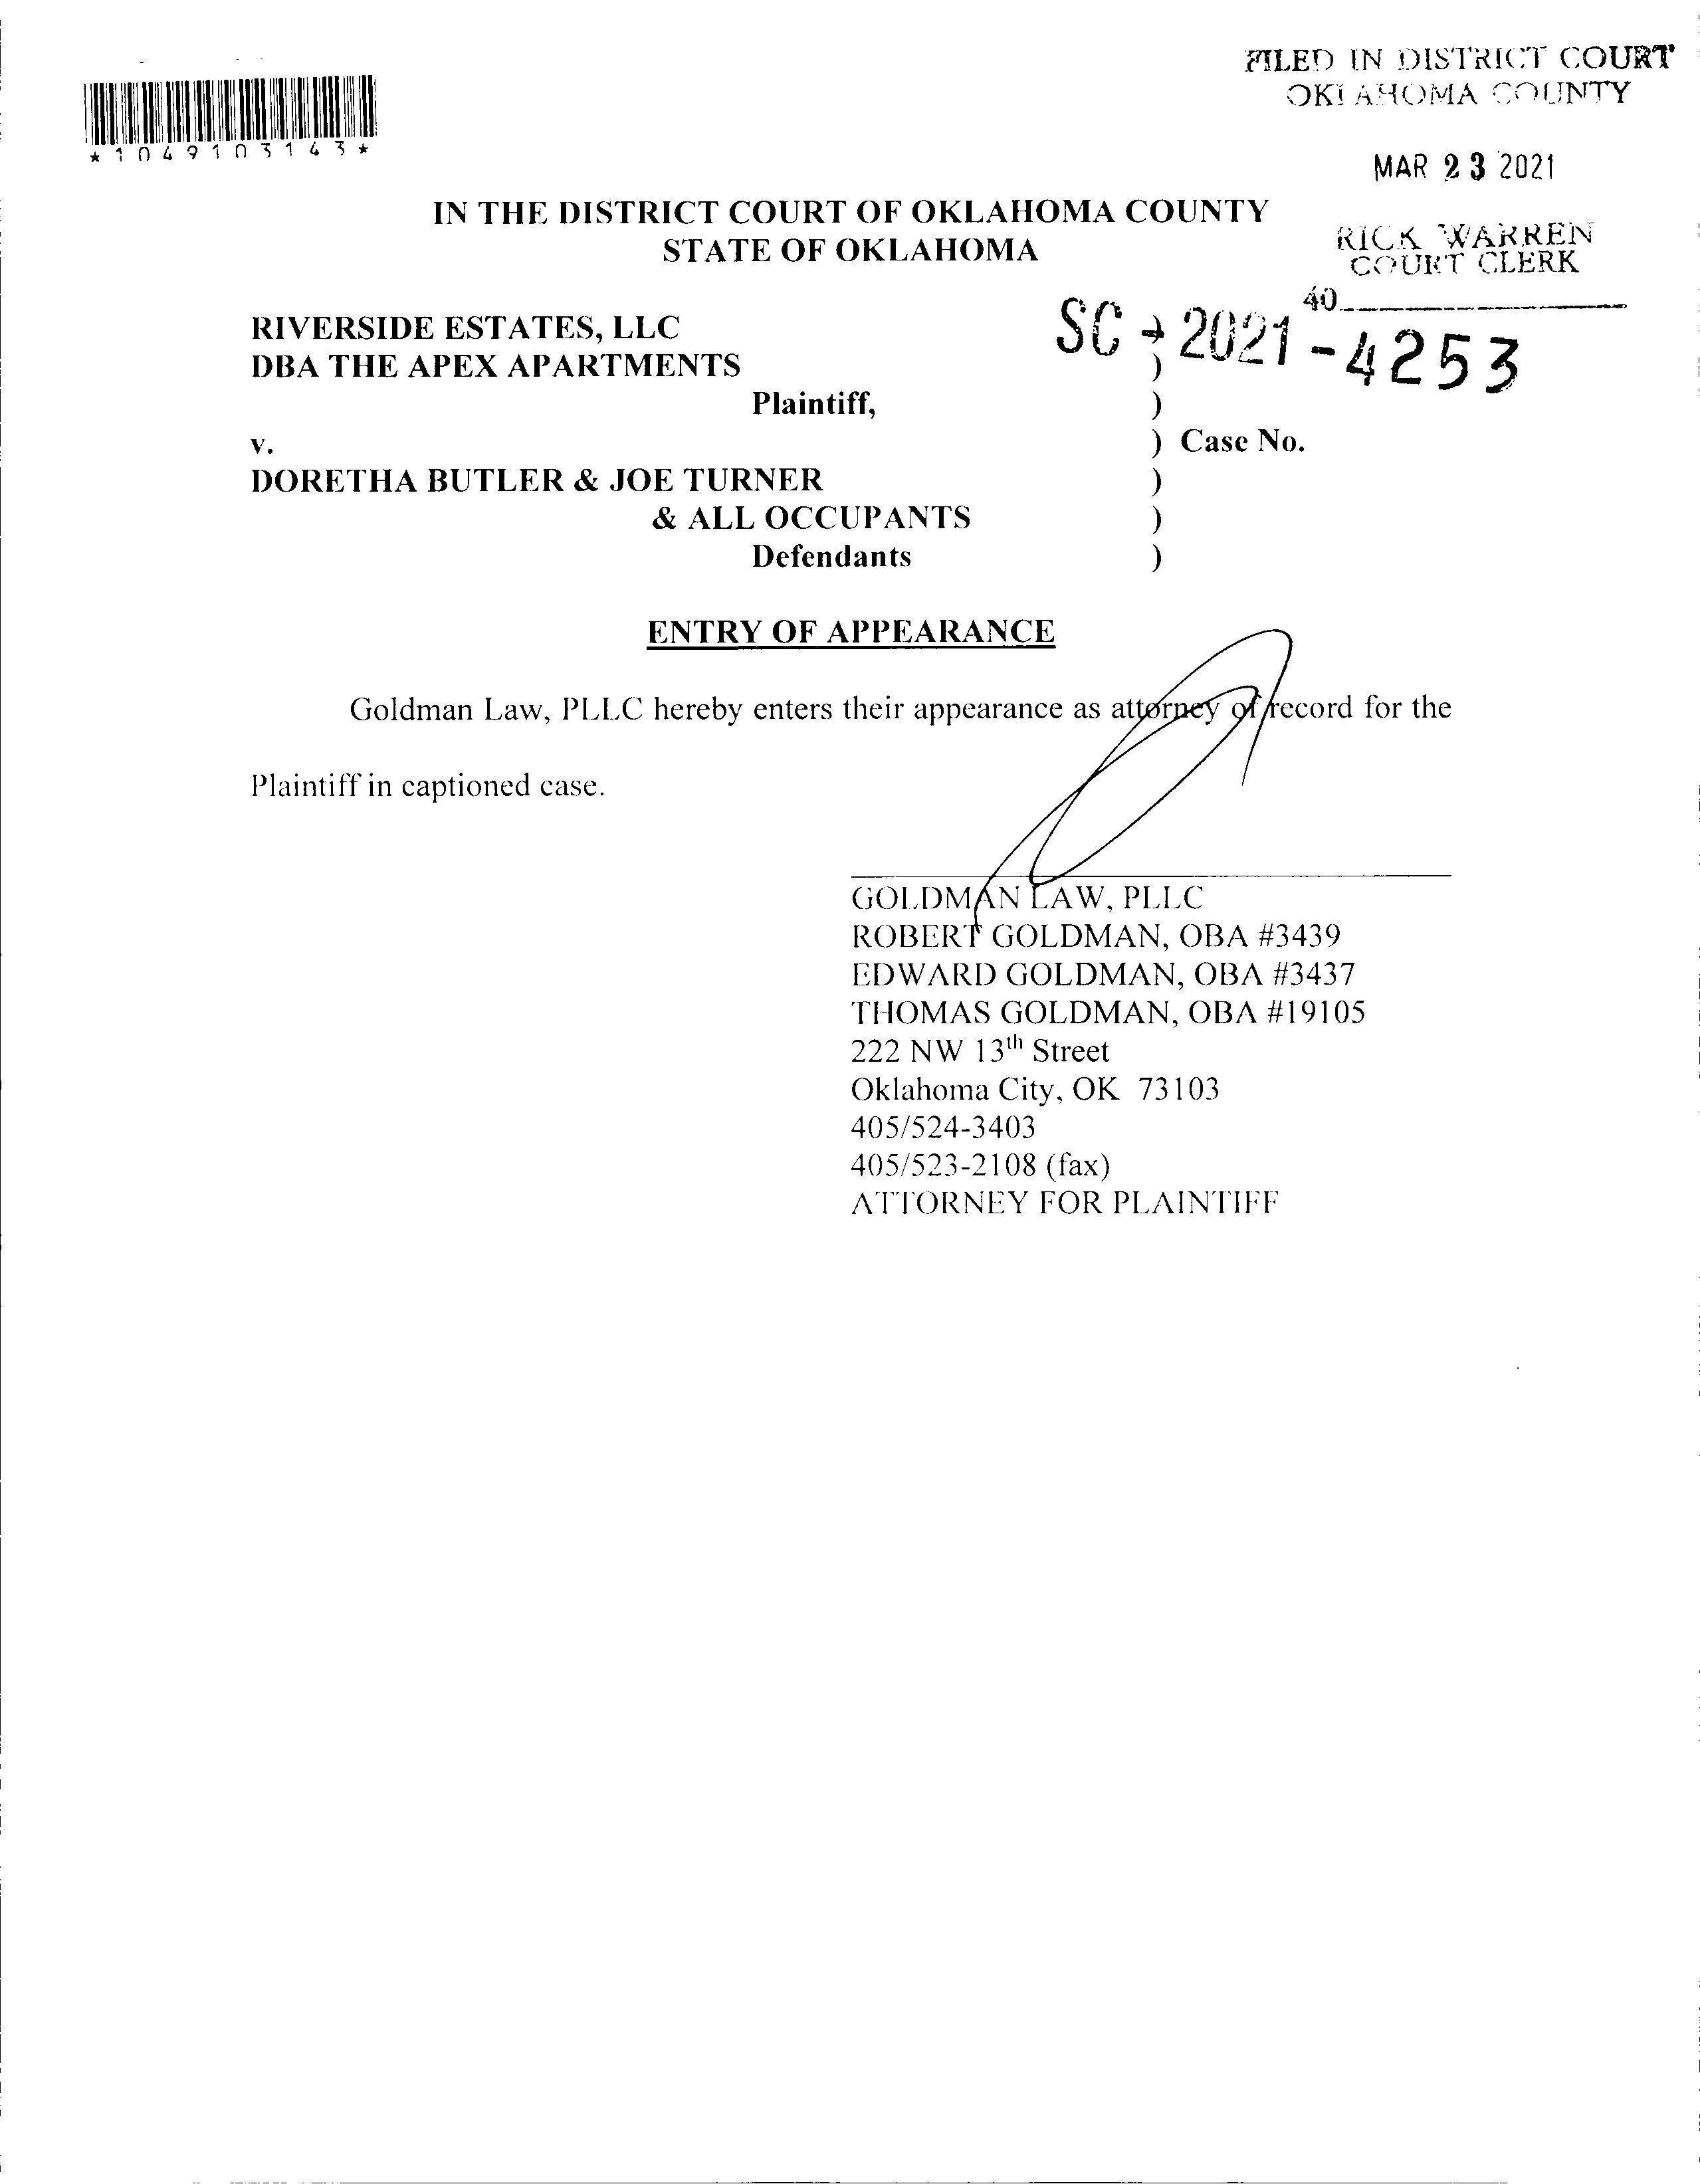 FILED IN DISTRICT COURT
OKLAHOMA COUNTY
*1049103143*
MAR 23 2021
IN THE DISTRICT COURT OF OKLAHOMA COUNTY
STATE OF OKLAHOMA
RICK WARREN
COURT CLERK
40
RIVERSIDE ESTATES, LLC
SC-2021-4253
DBA THE APEX APARTMENTS )
Plaintiff, )
v. ) Case No.
DORETHA BUTLER & JOE TURNER )
& ALL OCCUPANTS )
Defendants )
ENTRY OF APPEARANCE
Goldman Law, PLLC hereby enters their appearance as attorney of record for the
Plaintiff in captioned case.
GOLDMAN LAW, PLLC
ROBERT GOLDMAN, OBA #3439
EDWARD GOLDMAN, OBA #3437
THOMAS GOLDMAN, OBA #19105
222 NW 13th Street
Oklahoma City, OK 73103
405/524-3403
405/523-2108 (fax)
ATTORNEY FOR PLAINTIFF